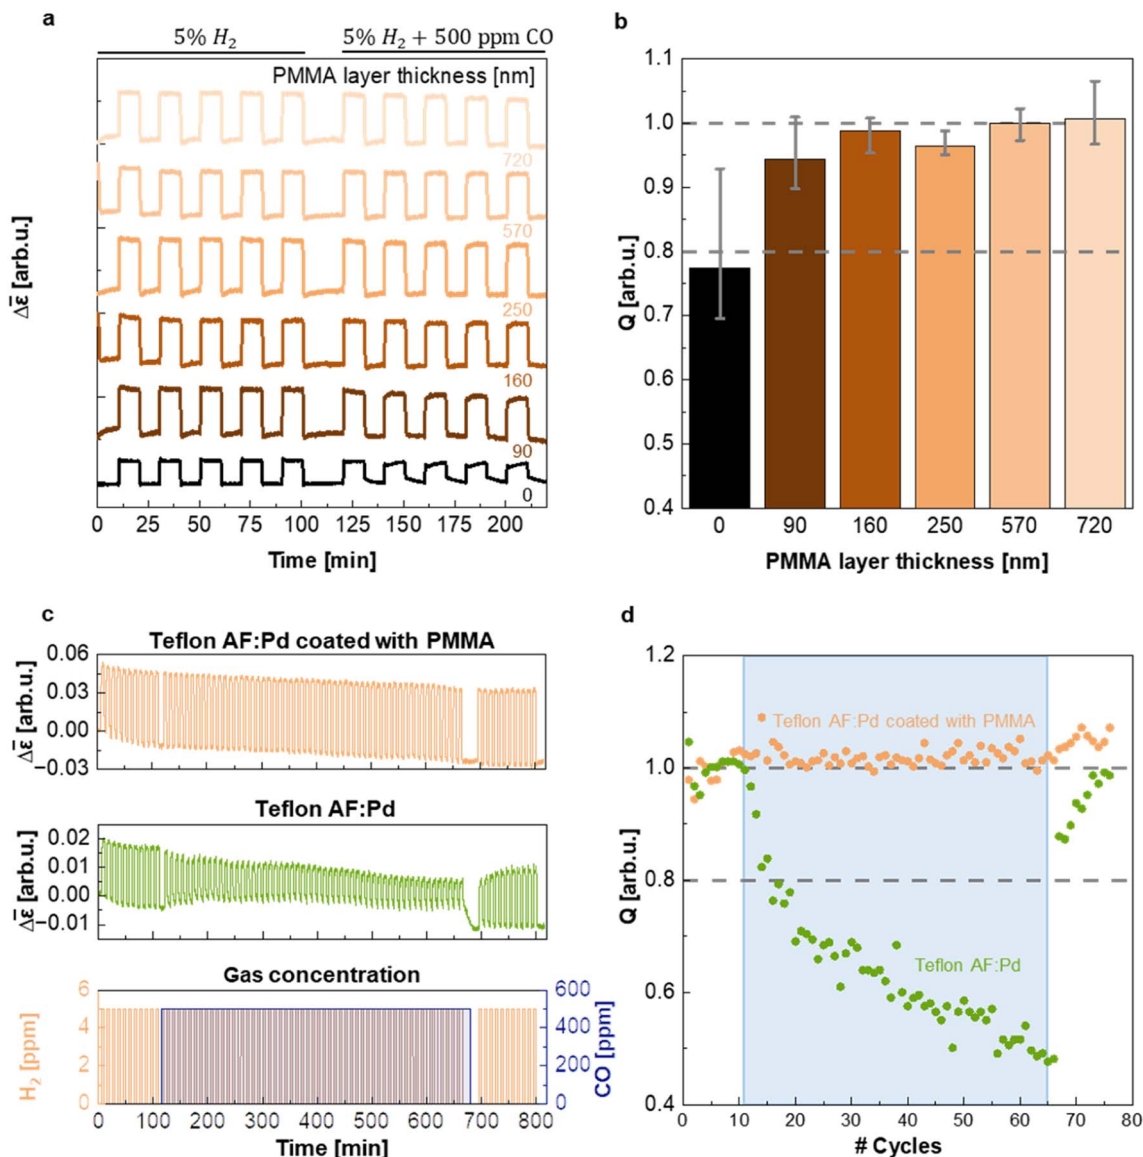 a
5% H₂
5% H₂ + 500 ppm CO
PMMA layer thickness [nm]
720
570
250
160
90
0
Δε̄ [arb.u.]
0 25 50 75 100 125 150 175 200
Time [min]
b
1.1
1.0
0.9
0.8
0.7
0.6
0.5
0.4
Q [arb.u.]
0 90 160 250 570 720
PMMA layer thickness [nm]
c
Teflon AF:Pd coated with PMMA
0.06
0.03
0.00
−0.03
Δε̄ [arb.u.]
Teflon AF:Pd
0.02
0.01
0.00
−0.01
Δε̄ [arb.u.]
Gas concentration
6
4
2
0
H₂ [ppm]
600
400
200
0
CO [ppm]
0 100 200 300 400 500 600 700 800
Time [min]
d
1.2
1.0
0.8
0.6
0.4
Q [arb.u.]
Teflon AF:Pd coated with PMMA
Teflon AF:Pd
0 10 20 30 40 50 60 70 80
# Cycles